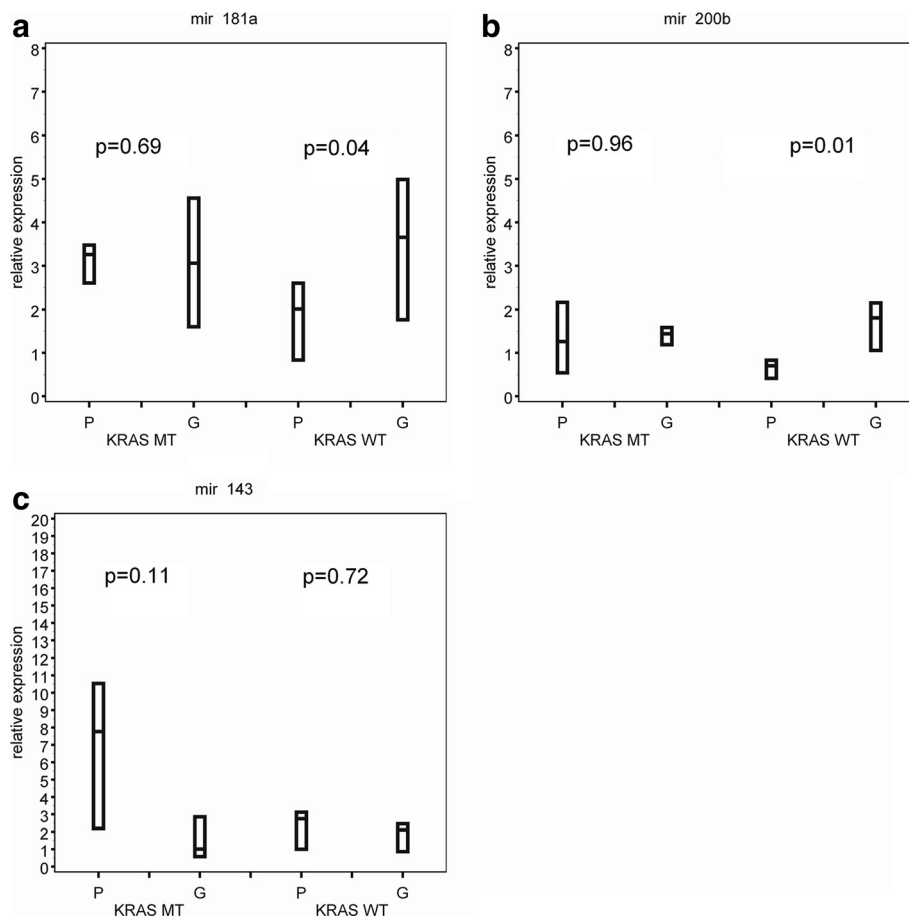 a
mir 181a
8
7
6
5
4
3
2
1
0
relative expression
p=0.69
p=0.04
P
G
P
G
KRAS MT
KRAS WT
b
mir 200b
8
7
6
5
4
3
2
1
0
relative expression
p=0.96
p=0.01
P
G
P
G
KRAS MT
KRAS WT
c
mir 143
20
19
18
17
16
15
14
13
12
11
10
9
8
7
6
5
4
3
2
1
0
relative expression
p=0.11
p=0.72
P
G
P
G
KRAS MT
KRAS WT